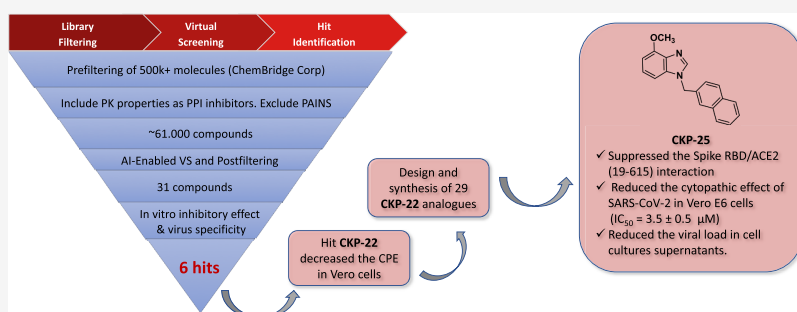 Library
Filtering
Virtual
Screening
Hit
Identification
Prefiltering of 500k+ molecules (ChemBridge Corp)
Include PK properties as PPI inhibitors. Exclude PAINS
~61.000 compounds
AI-Enabled VS and Postfiltering
31 compounds
In vitro inhibitory effect
& virus specificity
6 hits
Hit CKP-22
decreased the CPE
in Vero cells
Design and
synthesis of 29
CKP-22 analogues
OCH₃
N
N
CKP-25
✓ Suppressed the Spike RBD/ACE2
(19-615) interaction
✓ Reduced the cytopathic effect of
SARS-CoV-2 in Vero E6 cells
(IC₅₀ = 3.5 ± 0.5 μM)
✓ Reduced the viral load in cell
cultures supernatants.